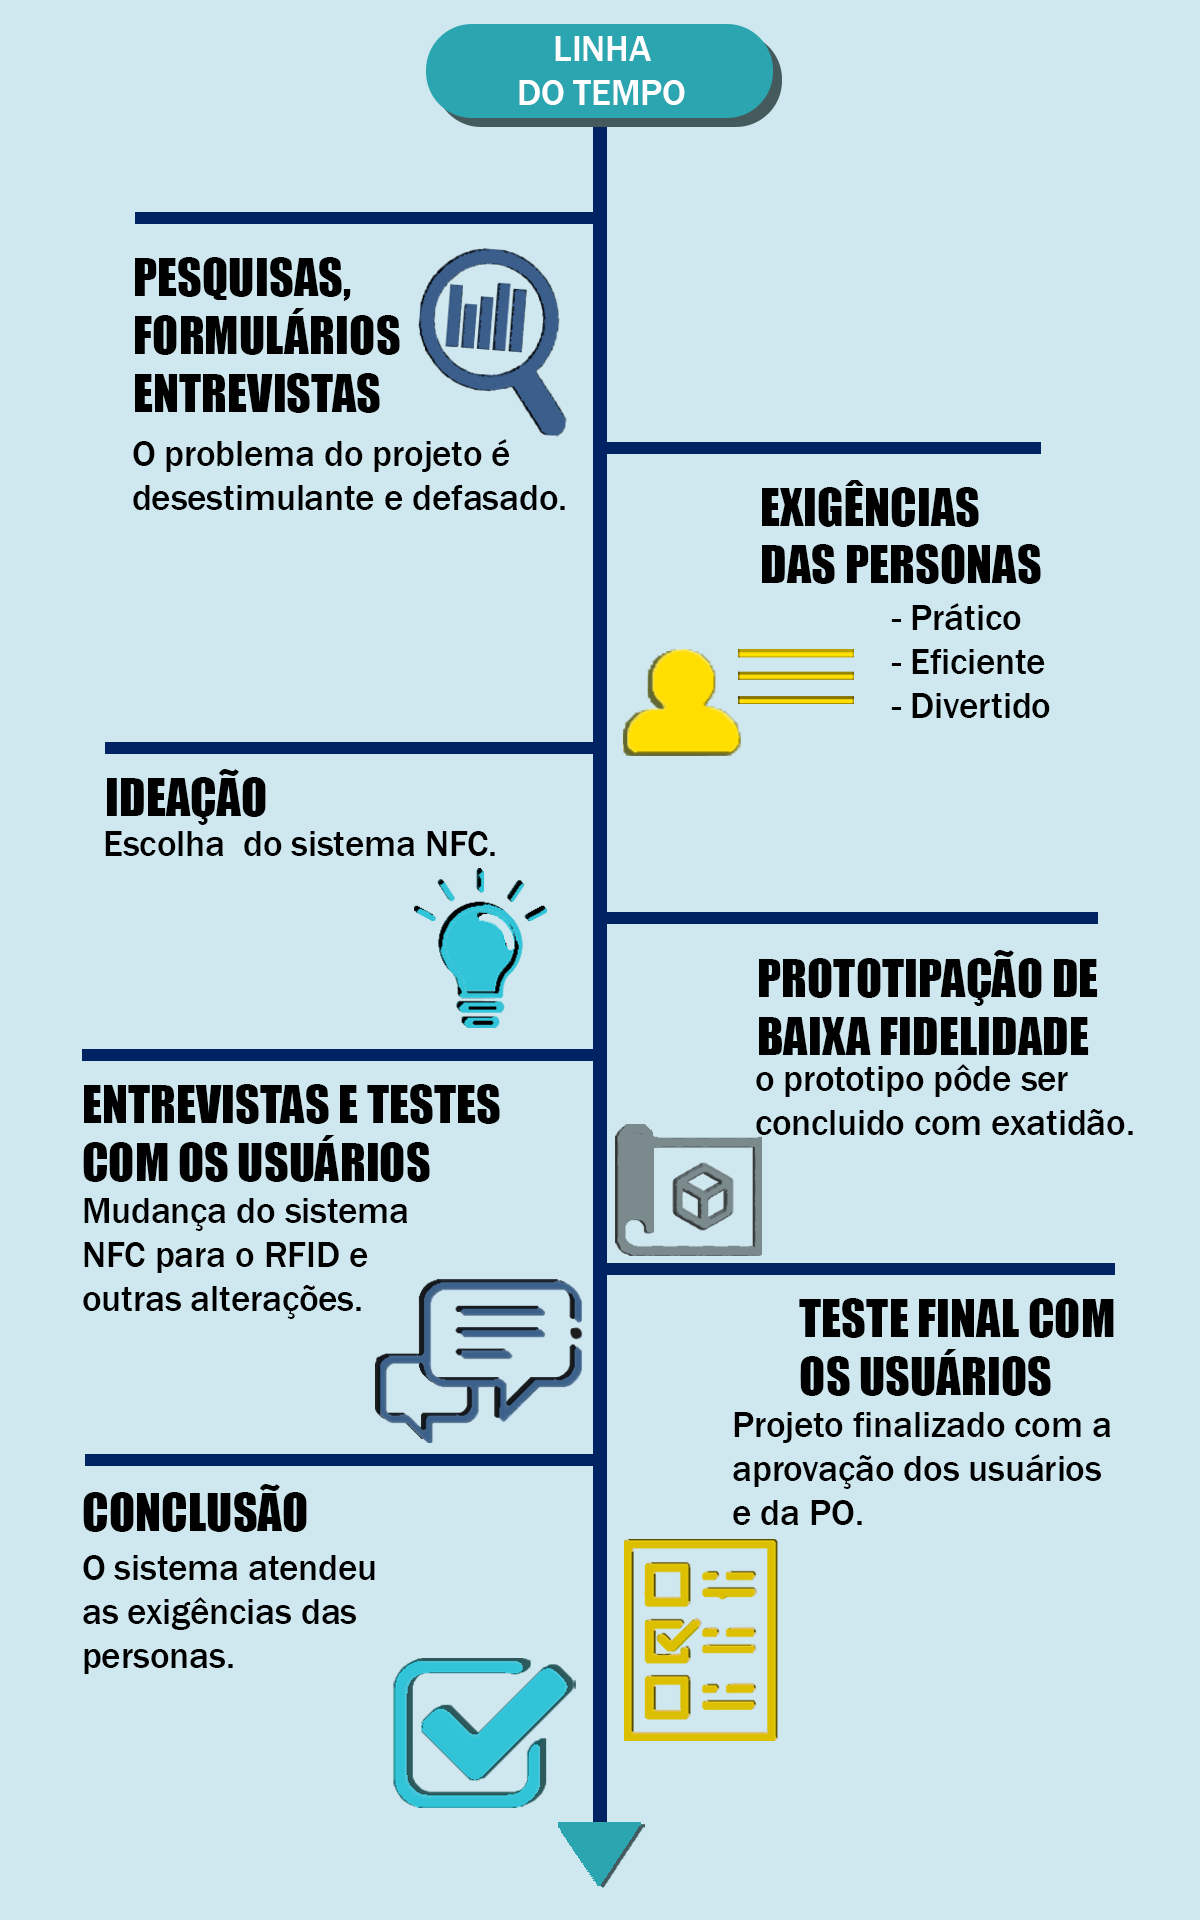 LINHA
DO TEMPO
PESQUISAS,
FORMULÁRIOS
ENTREVISTAS
O problema do projeto é
desestimulante e defasado.
EXIGÊNCIAS
DAS PERSONAS
- Prático
- Eficiente
- Divertido
IDEAÇÃO
Escolha  do sistema NFC.
PROTOTIPAÇÃO DE
BAIXA FIDELIDADE
o prototipo pôde ser
concluido com exatidão.
ENTREVISTAS E TESTES
COM OS USUÁRIOS
Mudança do sistema
NFC para o RFID e
outras alterações.
TESTE FINAL COM
OS USUÁRIOS
Projeto finalizado com a
aprovação dos usuários
e da PO.
CONCLUSÃO
O sistema atendeu
as exigências das
personas.